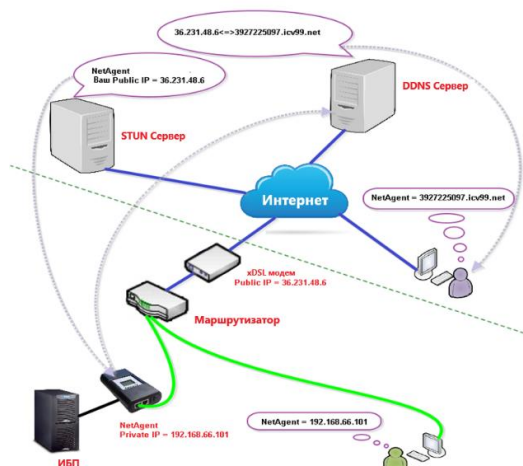 36.231.48.6<=>3927225097.icv99.net
NetAgent
Ваш Public IP = 36.231.48.6
DDNS Сервер
STUN Сервер
Интернет
NetAgent = 3927225097.icv99.net
xDSL модем
Public IP = 36.231.48.6
Маршрутизатор
NetAgent
Private IP = 192.168.66.101
NetAgent = 192.168.66.101
ИБП